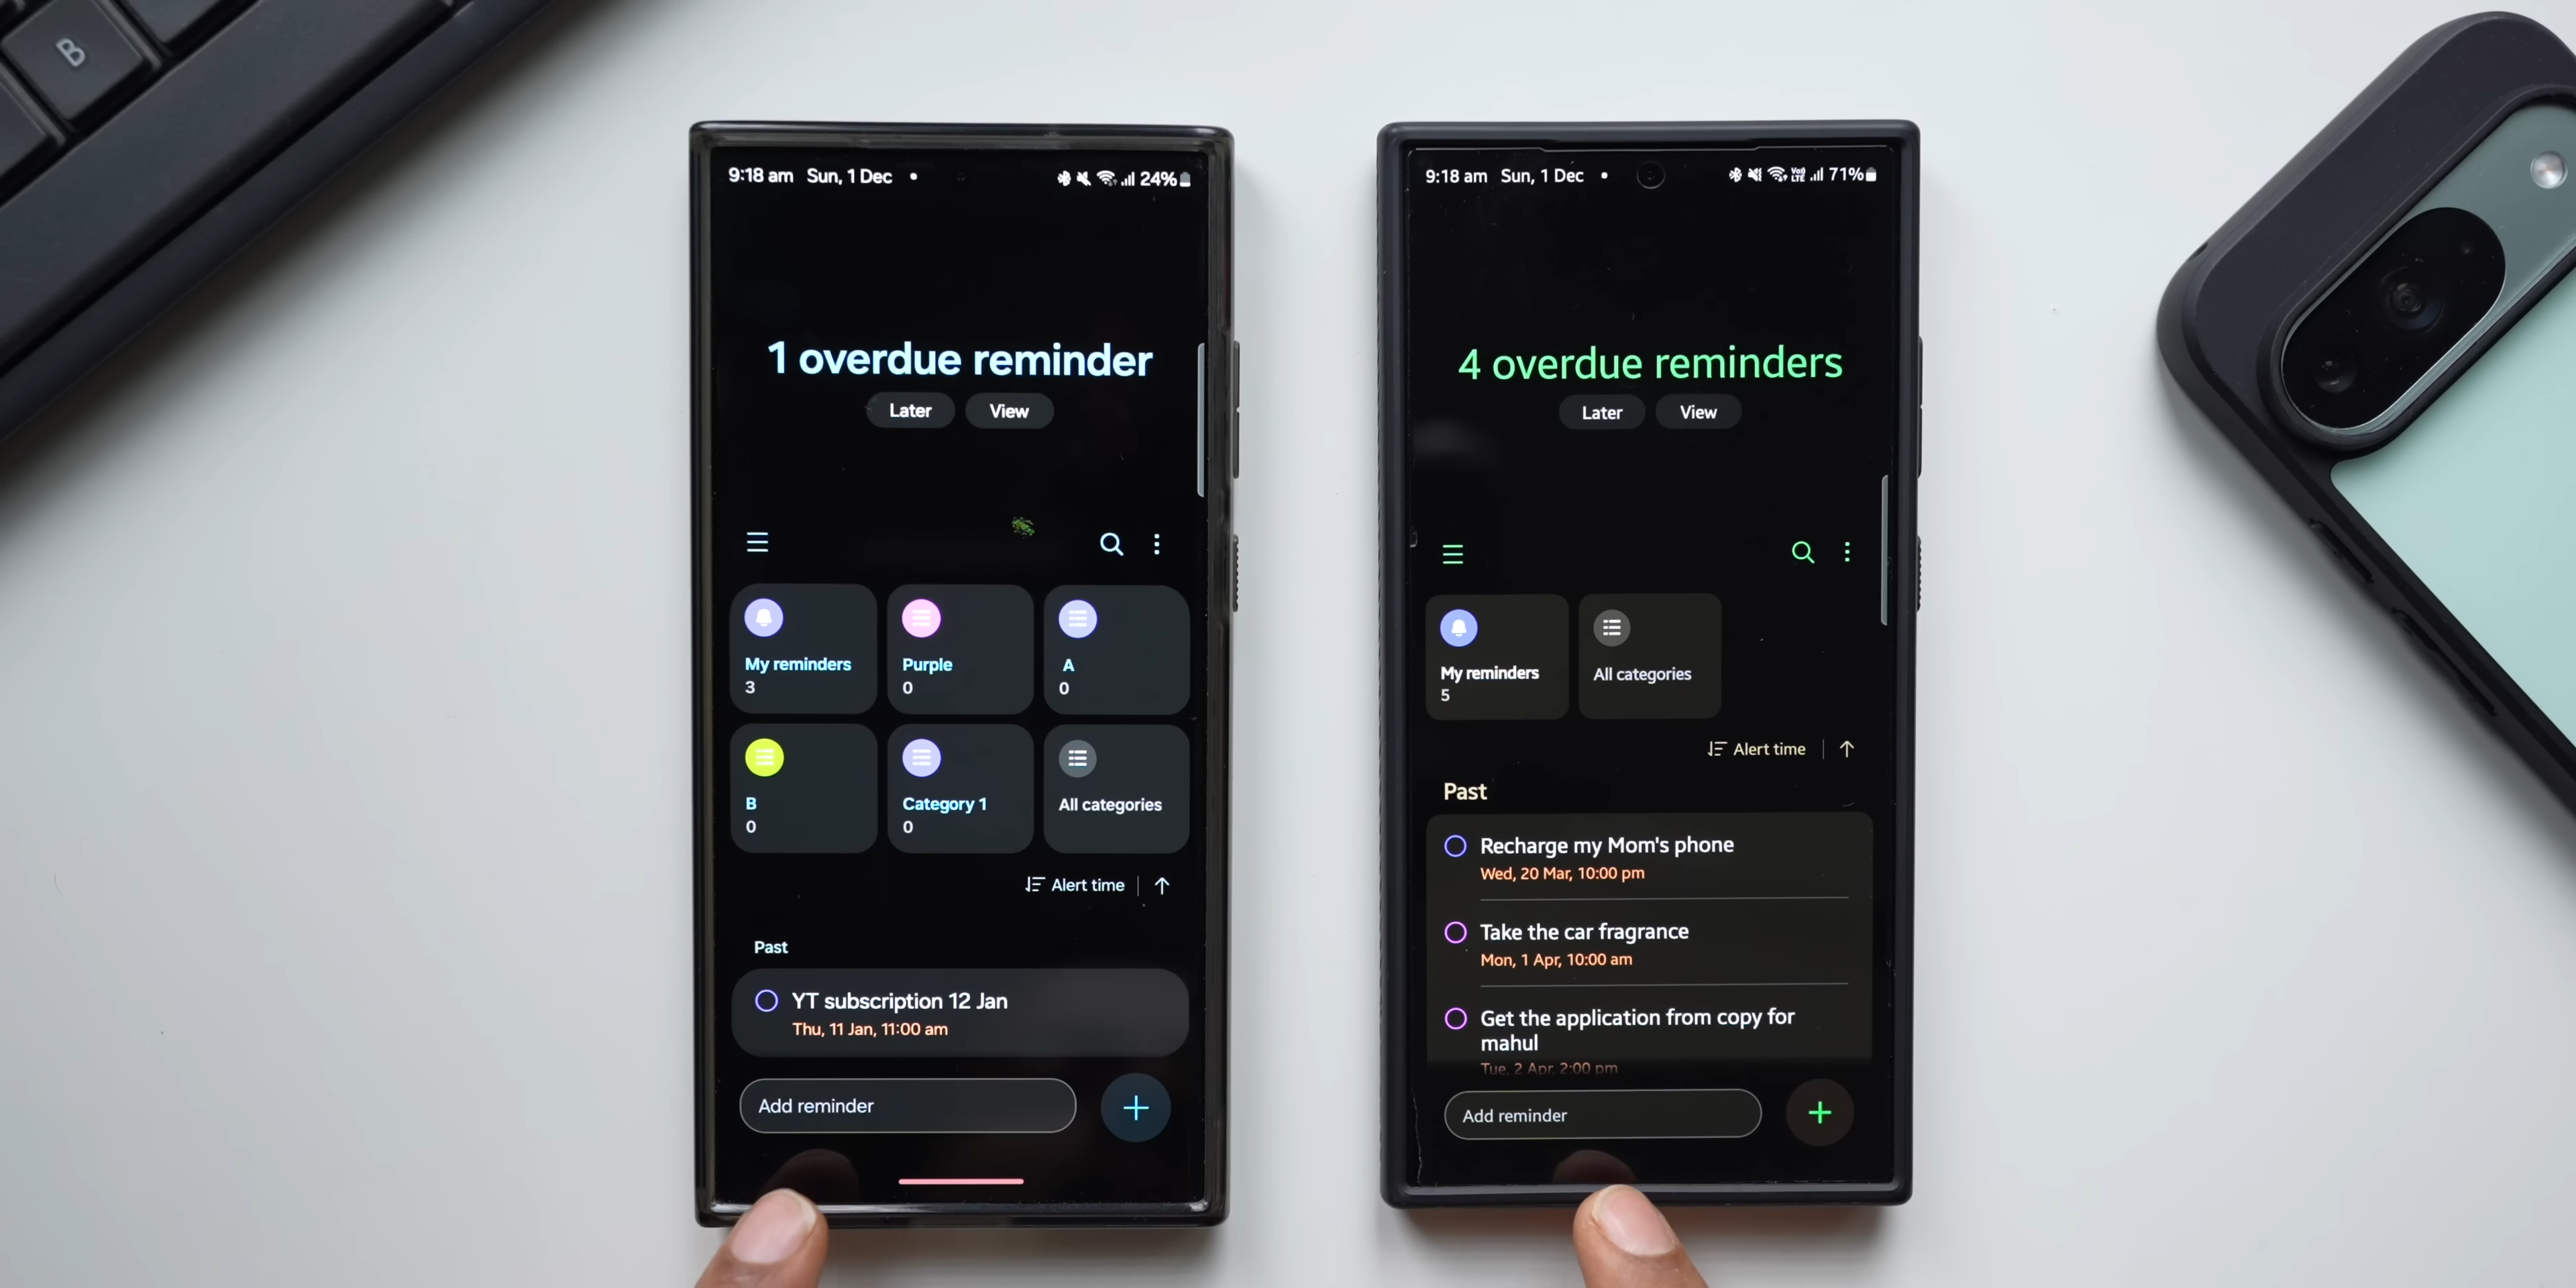 B
9:18 am Sun, 1 Dec
24%
1 overdue reminder
Later View
My reminders
3
Purple
0
A
0
B
0
Category 1
0
All categories
Alert time
Past
YT subscription 12 Jan
Thu, 11 Jan, 11:00 am
Add reminder
9:18 am Sun, 1 Dec
Vo) LTE 71%
4 overdue reminders
Later View
My reminders
5
All categories
Alert time
Past
Recharge my Mom's phone
Wed, 20 Mar, 10:00 pm
Take the car fragrance
Mon, 1 Apr, 10:00 am
Get the application from copy for
mahul
Tue, 2 Apr, 2:00 pm
Add reminder